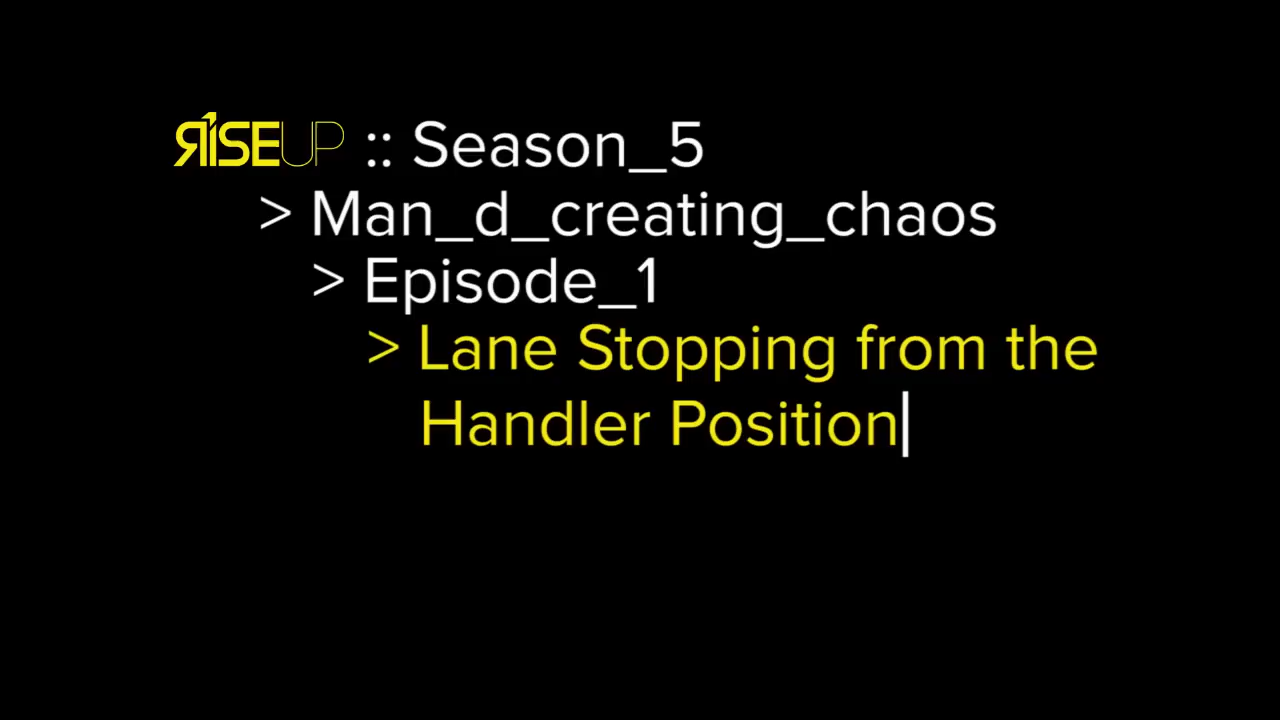 RISEUP :: Season_5
> Man_d_creating_chaos
> Episode_1
> Lane Stopping from the
Handler Position